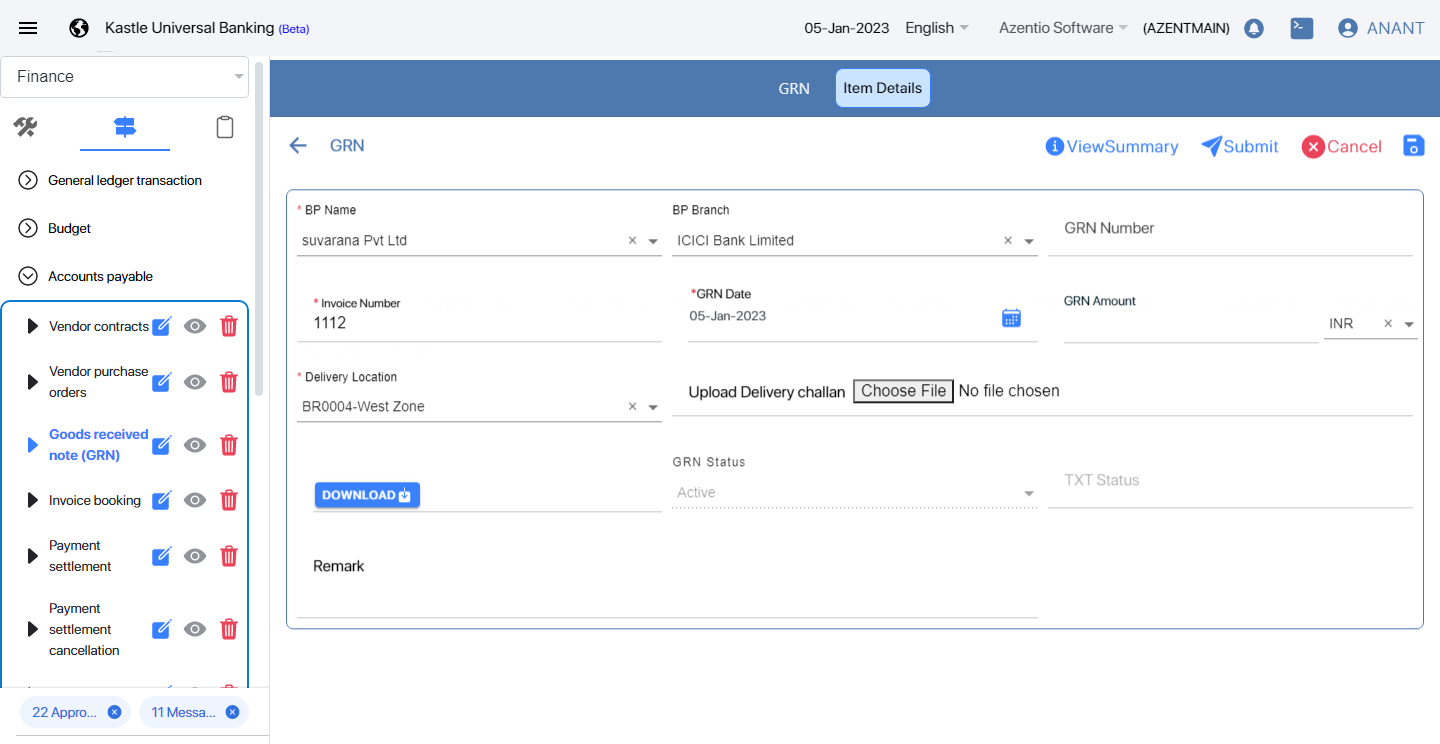 Kastle Universal Banking (Beta)
05-Jan-2023 English Azentio Software (AZENTMAIN) ANANT
Finance
GRN Item Details
GRN
ViewSummary Submit Cancel
General ledger transaction
Budget
Accounts payable
Vendor contracts
Vendor purchase
orders
Goods received
note (GRN)
Invoice booking
Payment
settlement
Payment
settlement
cancellation
22 Appro... 11 Messa...
* BP Name
suvarana Pvt Ltd
BP Branch
ICICI Bank Limited
GRN Number
* Invoice Number
1112
*GRN Date
05-Jan-2023
GRN Amount
INR
* Delivery Location
BR0004-West Zone
Upload Delivery challan Choose File No file chosen
DOWNLOAD
GRN Status
Active
TXT Status
Remark